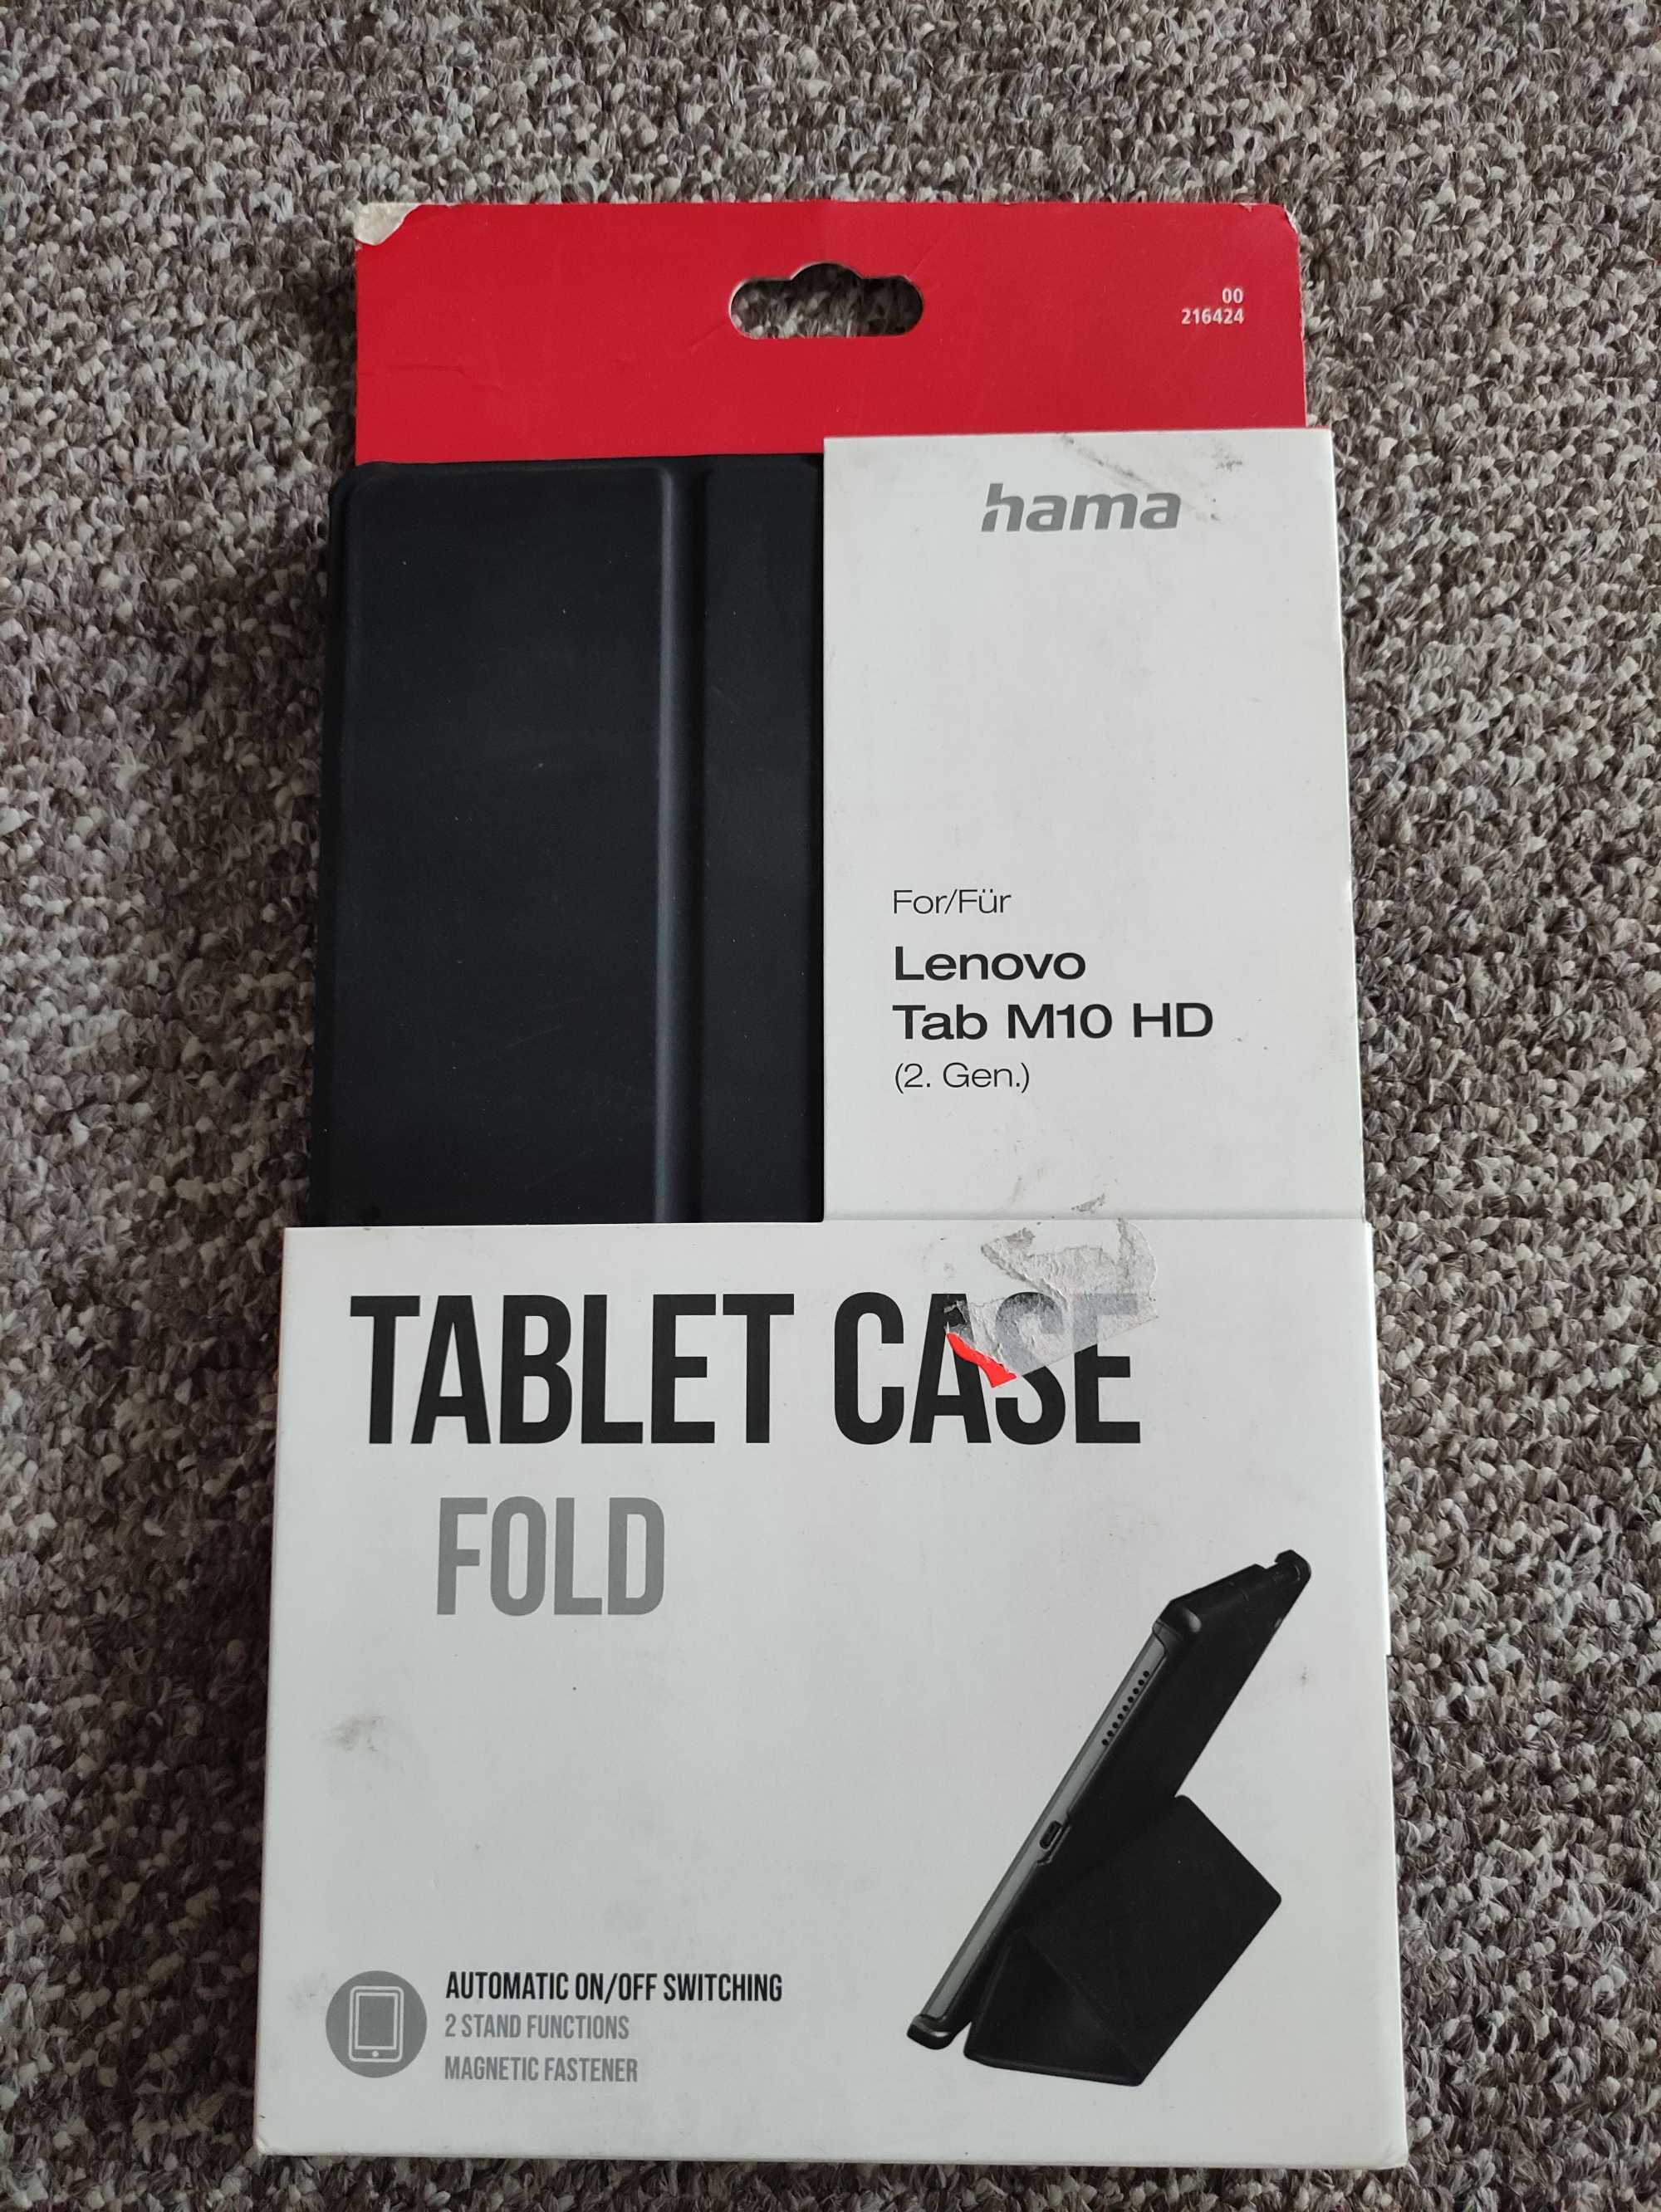 00
216424
hama
For/Für
Lenovo
Tab M10 HD
(2. Gen.)
TABLET CASE
FOLD
AUTOMATIC ON/OFF SWITCHING
2 STAND FUNCTIONS
MAGNETIC FASTENER